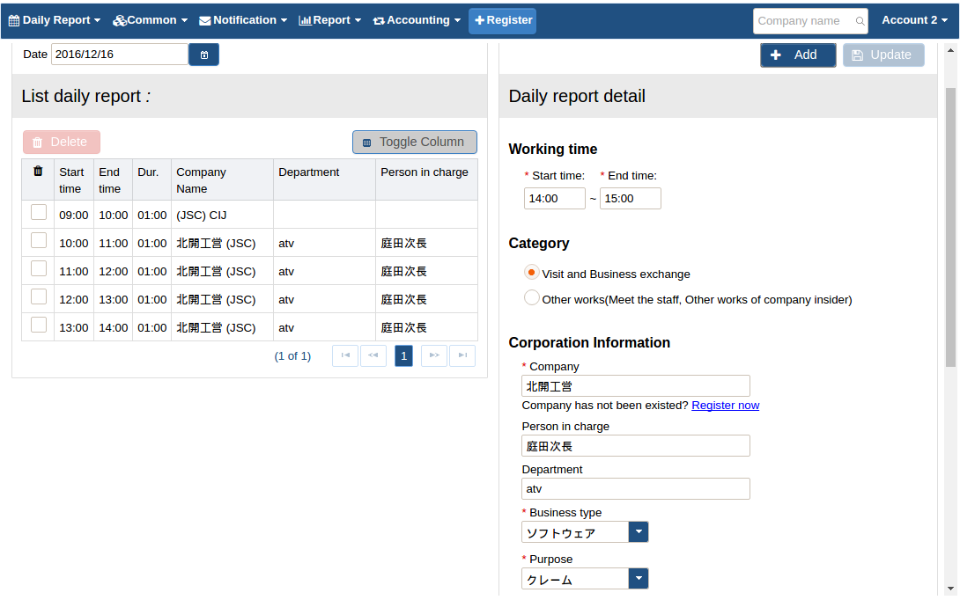 Daily Report Common Notification Report Accounting Register Company name Account 2
Date 2016/12/16
Add Update
List daily report :
Daily report detail
Delete Toggle Column
Start time End time Dur. Company Name Department Person in charge
09:00 10:00 01:00 (JSC) CIJ
10:00 11:00 01:00 北開工営 (JSC) atv 庭田次長
11:00 12:00 01:00 北開工営 (JSC) atv 庭田次長
12:00 13:00 01:00 北開工営 (JSC) atv 庭田次長
13:00 14:00 01:00 北開工営 (JSC) atv 庭田次長
(1 of 1) 1
Working time
* Start time: * End time:
14:00 ~ 15:00
Category
Visit and Business exchange
Other works(Meet the staff, Other works of company insider)
Corporation Information
* Company
北開工営
Company has not been existed? Register now
Person in charge
庭田次長
Department
atv
* Business type
ソフトウェア
* Purpose
クレーム